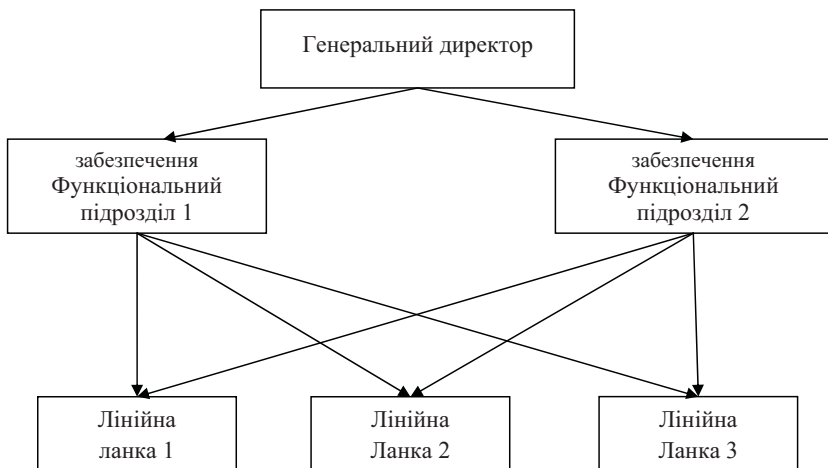 Генеральний директор
забезпечення
Функціональний
підрозділ 1
забезпечення
Функціональний
підрозділ 2
Лінійна
ланка 1
Лінійна
Ланка 2
Лінійна
Ланка 3